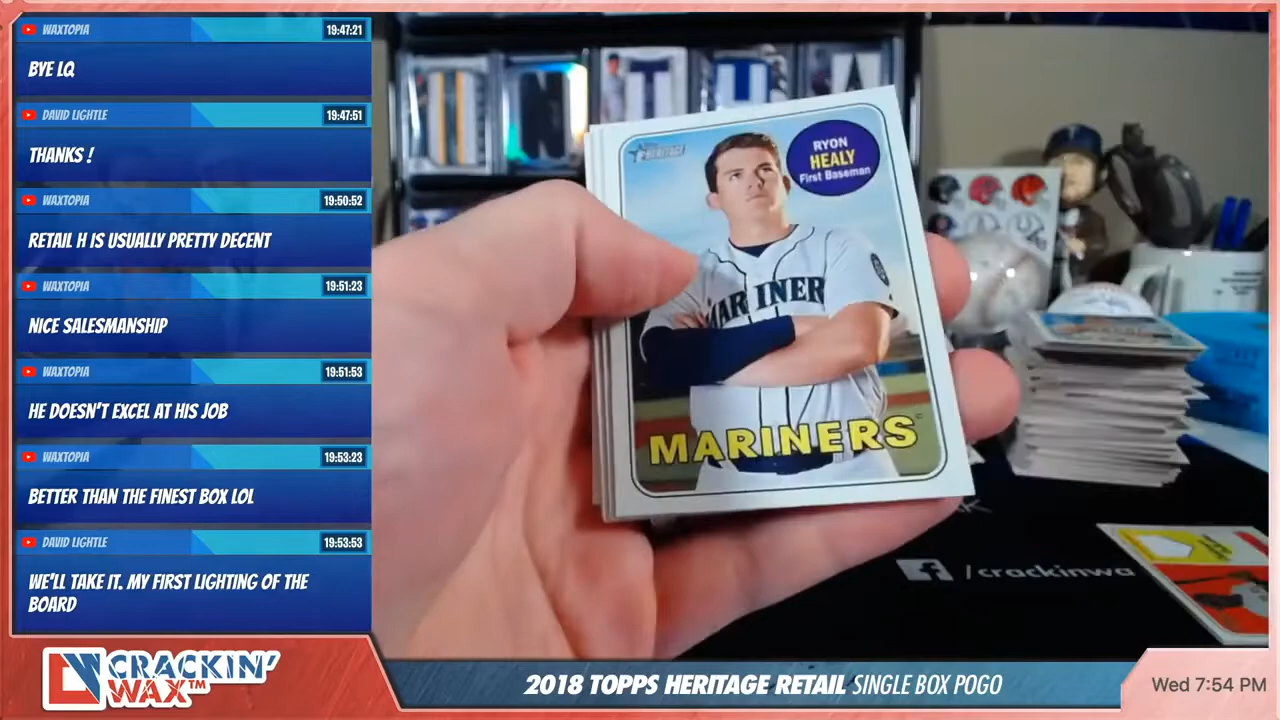 WAXTOPIA
19:47:21
BYE LQ
DAVID LIGHTLE
19:47:51
THANKS !
WAXTOPIA
19:50:52
RETAIL H IS USUALLY PRETTY DECENT
WAXTOPIA
19:51:23
NICE SALESMANSHIP
WAXTOPIA
19:51:53
HE DOESN'T EXCEL AT HIS JOB
WAXTOPIA
19:53:23
BETTER THAN THE FINEST BOX LOL
DAVID LIGHTLE
19:53:53
WE'LL TAKE IT. MY FIRST LIGHTING OF THE
BOARD
CRACKIN'
WAX™
HERITAGE
RYON
HEALY
First Baseman
MARINER
MARINERS
/crackinwa
2018 TOPPS HERITAGE RETAIL SINGLE BOX POGO
Wed 7:54 PM